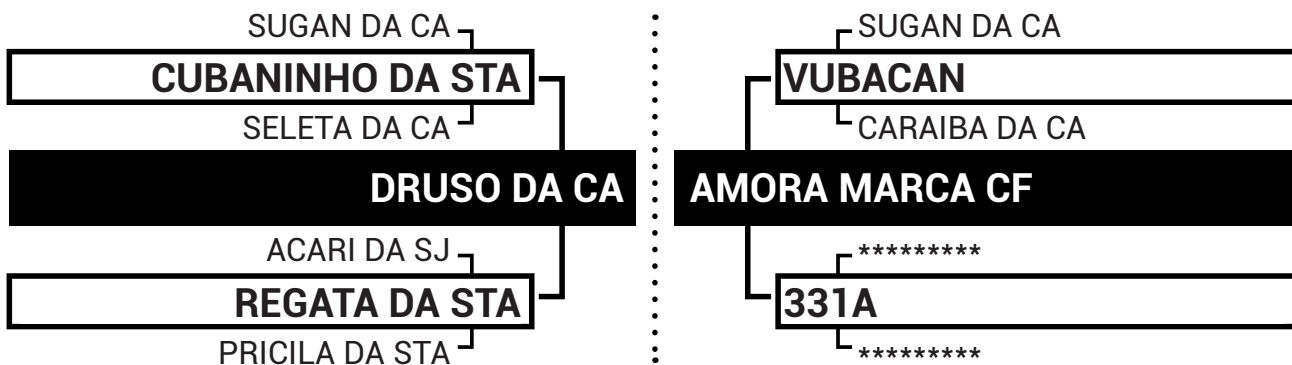 SUGAN DA CA
CUBANINHO DA STA
SELETA DA CA
DRUSO DA CA
ACARI DA SJ
REGATA DA STA
PRICILA DA STA
SUGAN DA CA
VUBACAN
CARAIBA DA CA
AMORA MARCA CF
*********
331A
*********